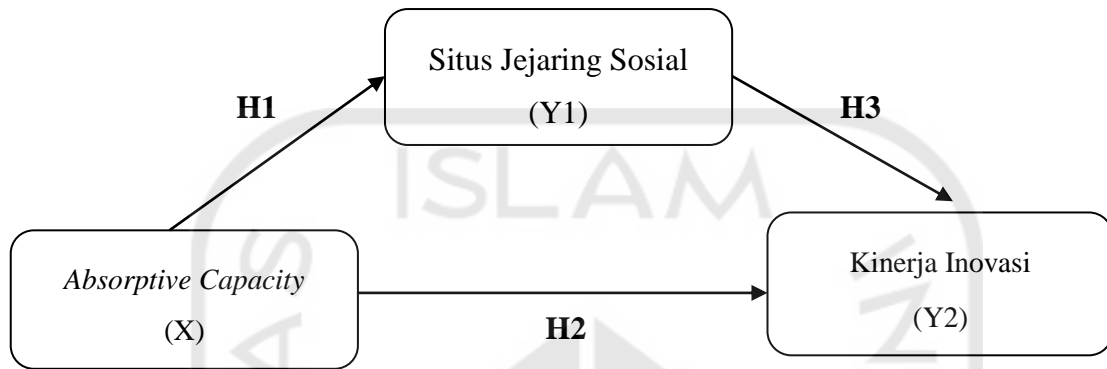 Situs Jejaring Sosial
(Y1)
H1
H3
ISLAM
Absorptive Capacity
(X)
H2
Kinerja Inovasi
(Y2)